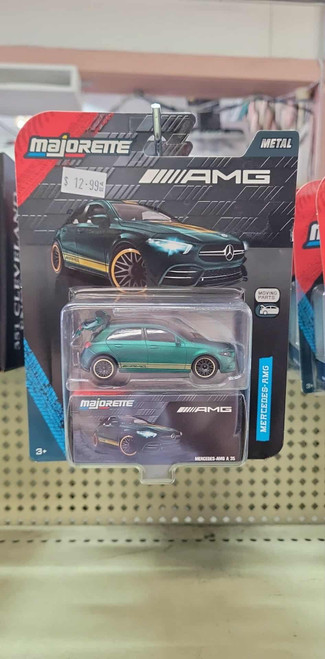 majorette
METAL
AMG
$ 12-99
MOVING PARTS
MERCEDES-AMG
majorette
AMG
3+
MERCEDES-AMG A 35